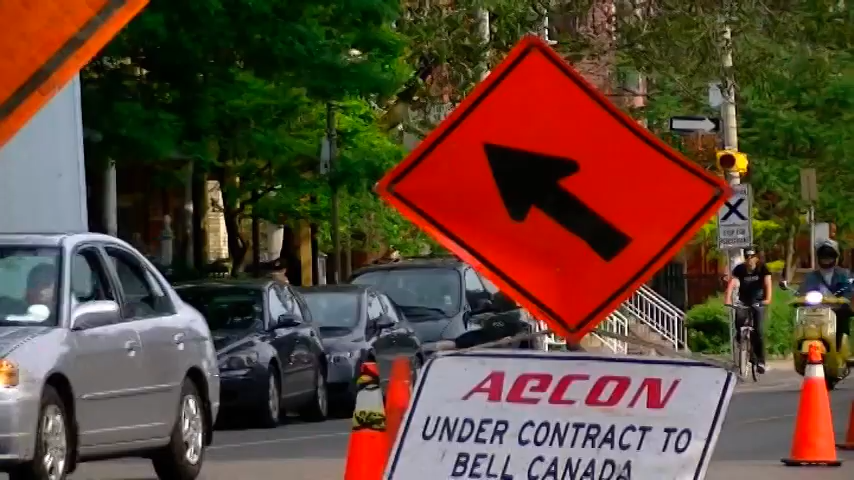 AECON
UNDER CONTRACT TO
BELL CANADA
X